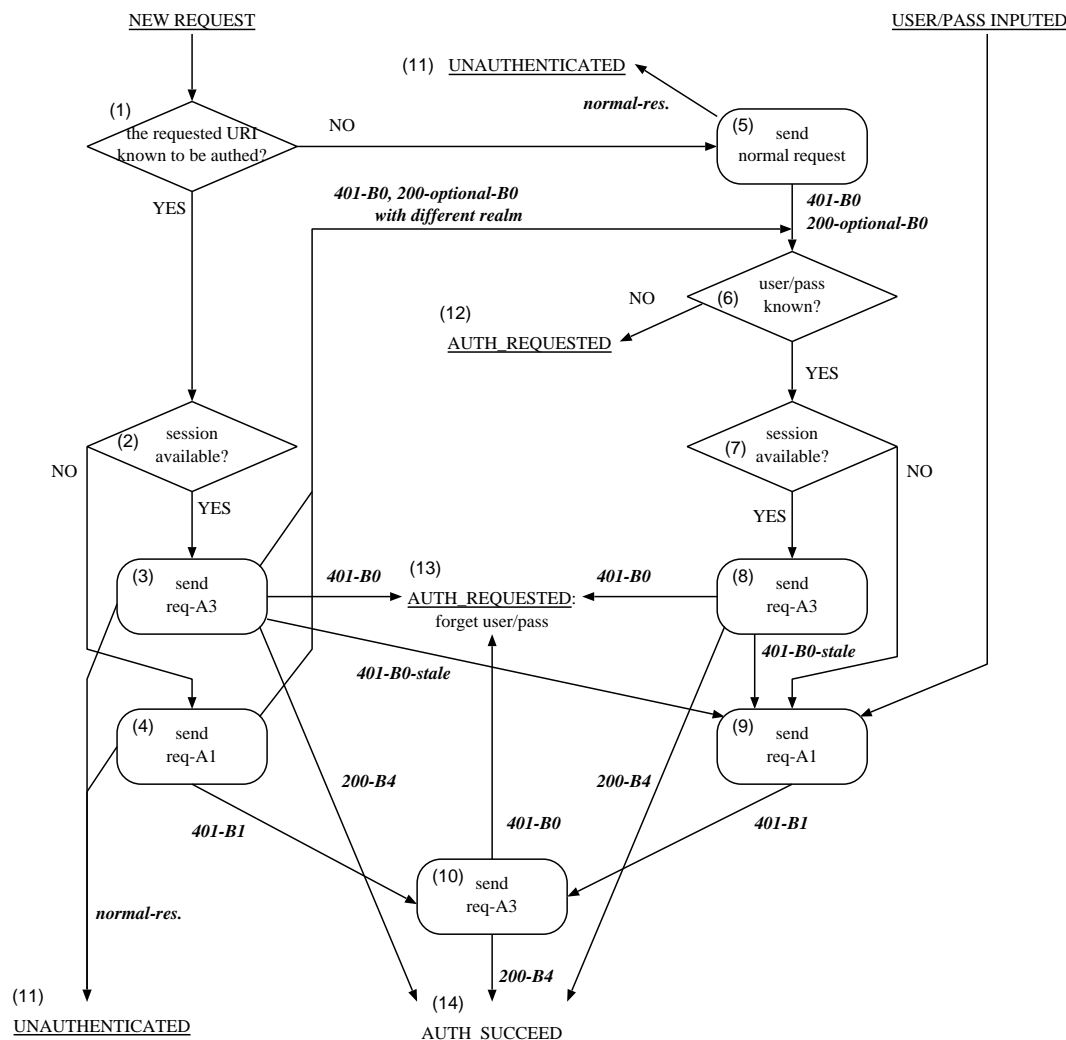 NEW REQUEST
USER/PASS INPUTED
(11) UNAUTHENTICATED
normal-res.
(1)
the requested URI
known to be authed?
NO
(5) send
normal request
YES
401-B0, 200-optional-B0
with different realm
401-B0
200-optional-B0
(6)
user/pass
known?
NO
(12)
AUTH_REQUESTED
YES
(2) session
available?
NO
YES
(7) session
available?
NO
YES
(3) send
req-A3
401-B0
(13)
AUTH_REQUESTED:
forget user/pass
401-B0
(8) send
req-A3
401-B0-stale
401-B0-stale
(4) send
req-A1
(9) send
req-A1
200-B4
200-B4
401-B1
401-B0
401-B1
(10) send
req-A3
normal-res.
200-B4
(11)
UNAUTHENTICATED
(14)
AUTH_SUCCEED